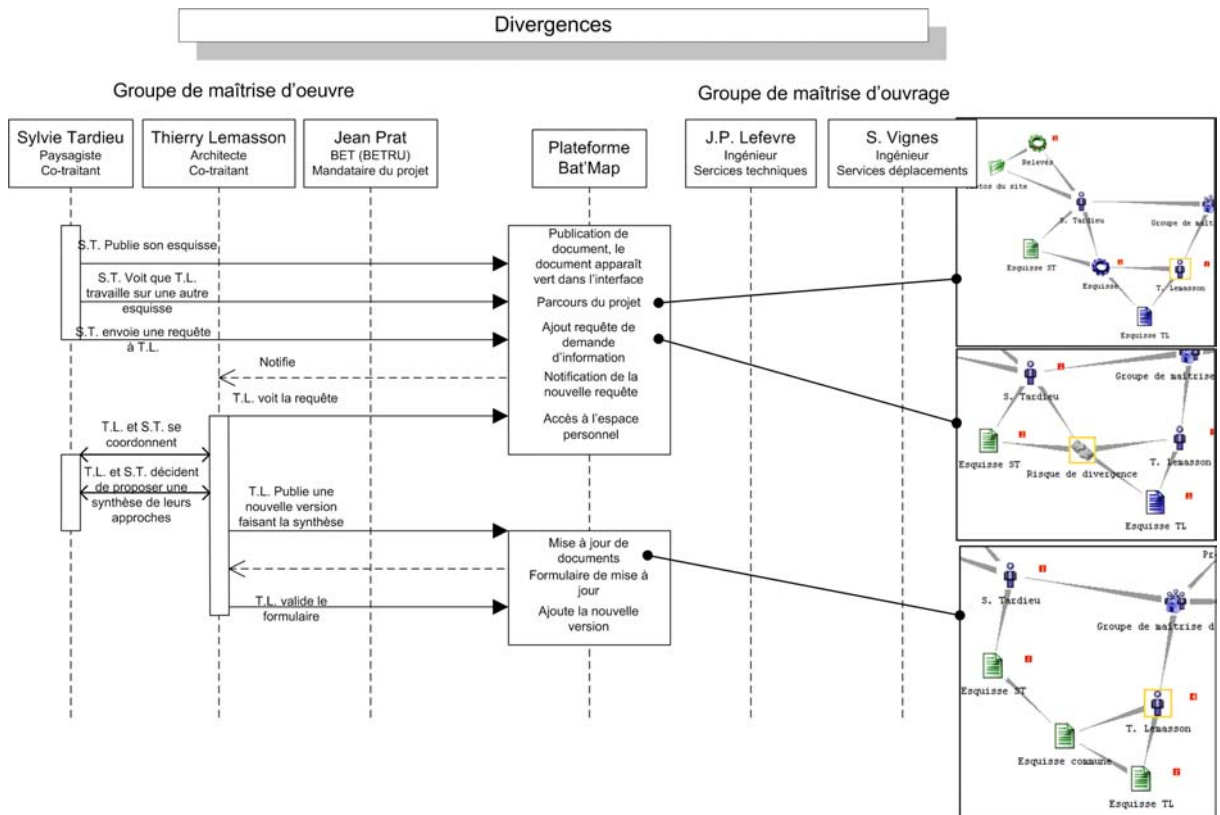 Divergences
Groupe de maîtrise d'oeuvre
Groupe de maîtrise d'ouvrage
Sylvie Tardieu
Paysagiste
Co-traitant
Thierry Lemasson
Architecte
Co-traitant
Jean Prat
BET (BETRU)
Mandataire du projet
Plateforme
Bat'Map
J.P. Lefevre
Ingénieur
Sercices techniques
S. Vignes
Ingénieur
Services déplacements
S.T. Publie son esquisse
S.T. Voit que T.L.
travaille sur une autre
esquisse
S.T. envoie une requête
à T.L.
Notifie
T.L. voit la requête
T.L. et S.T. se
coordonnent
T.L. et S.T. décident
de proposer une
synthèse de leurs
approches
T.L. Publie une
nouvelle version
faisant la synthèse
T.L. valide le
formulaire
Publication de
document, le
document apparaît
vert dans l'interface
Parcours du projet
Ajout requête de
demande
d'information
Notification de la
nouvelle requête
Accès à l'espace
personnel
Mise à jour de
documents
Formulaire de mise à
jour
Ajoute la nouvelle
version
Relevés
otos du site
S. Tardieu
Groupe de maît
Esquisse ST
Esquisse
T. Lemasson
Esquisse TL
Groupe de maîtrise
S. Tardieu
Esquisse ST
Risque de divergence
T. Lemasson
Esquisse TL
Pr
S. Tardieu
Groupe de maîtrise d
Esquisse ST
T. Lemasson
Esquisse commune
Esquisse TL